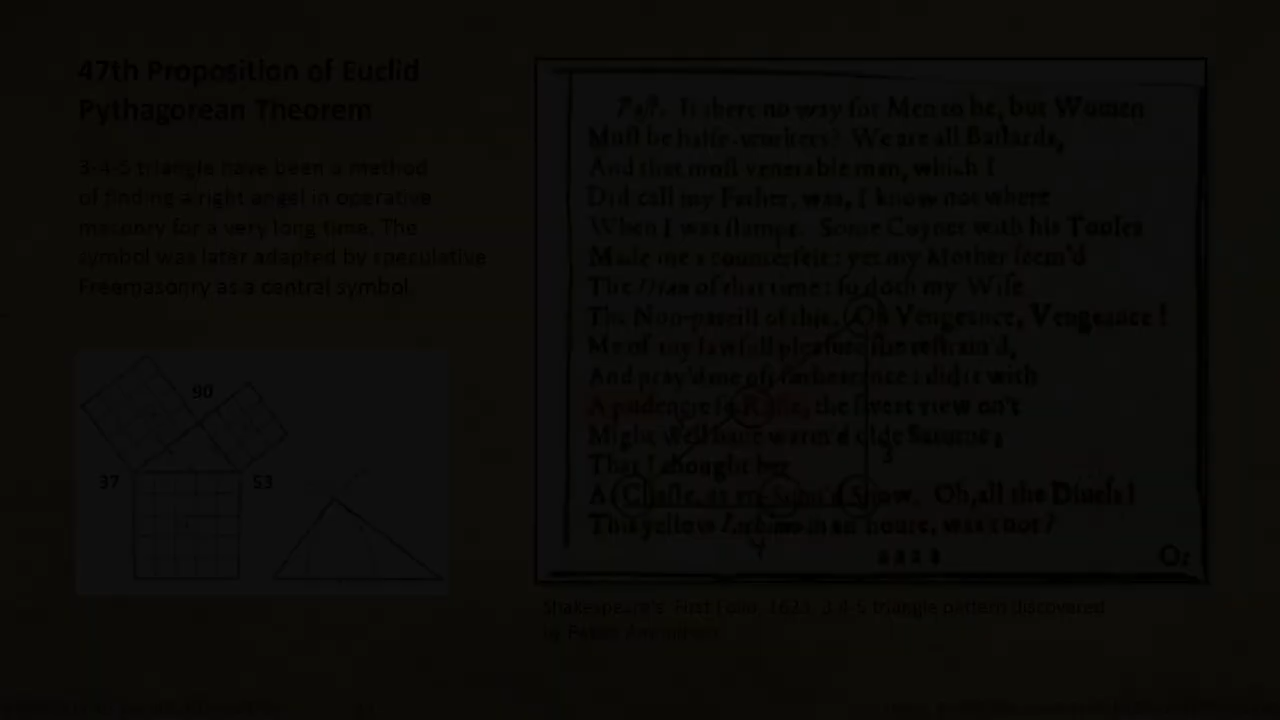 47th Proposition of Euclid
Pythagorean Theorem
3-4-5 triangle have been a method
of finding a right angel in operative
masonry for a very long time. The
symbol was later adapted by speculative
Freemasonry as a central symbol.
90
37
53
Post. Is there no way for Men to be, but Women
Must be halfe-workers? We are all Bastards,
And that most venerable man, which I
Did call my Father, was, I know not where
When I was stampt. Some Coyner with his Tooles
Made me a counterfeit: yet my Mother seem'd
The Dian of that time: so doth my Wife
The Non-pareill of this. Oh Vengeance, Vengeance!
Me of my lawfull pleasure she restrain'd,
And pray'd me oft forbearance: did it with
A pudencie so Rosie, the sweet view on't
Might well have warm'd olde Saturne;
That I thought her
As Chaste, as un-Sunn'd Snow. Oh, all the Diuels!
This yellow Iachimo in an houre, was't not?
3
4
Shakespeare's First Folio, 1623. 3-4-5 triangle pattern discovered
by Petter Amundsen